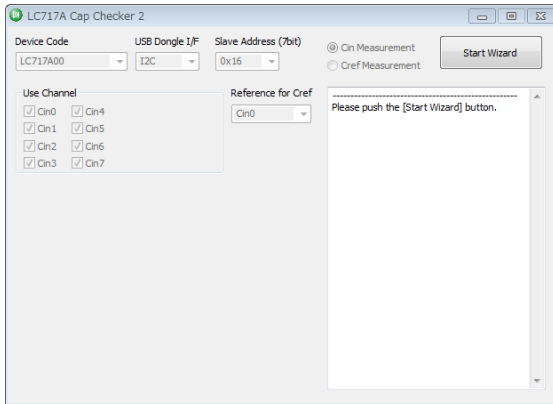 LC717A Cap Checker 2
Device Code
USB Dongle I/F
Slave Address (7bit)
LC717A00
I2C
0x16
Cin Measurement
Cref Measurement
Start Wizard
Use Channel
Cin0
Cin4
Cin1
Cin5
Cin2
Cin6
Cin3
Cin7
Reference for Cref
Cin0
----------------------------------------------------
Please push the [Start Wizard] button.